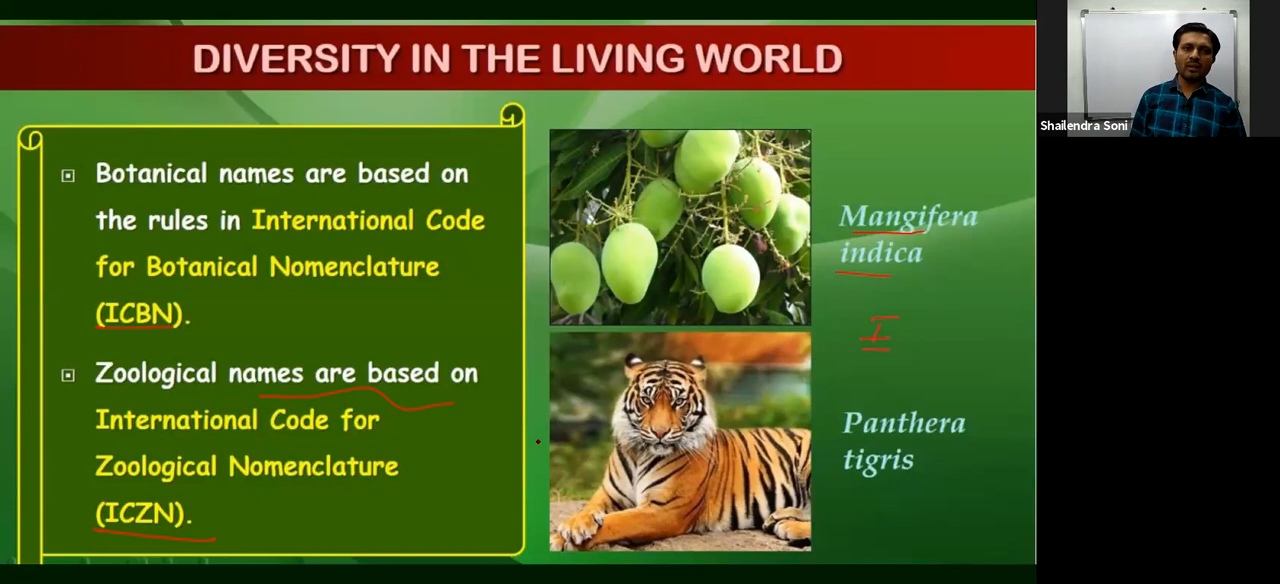 DIVERSITY IN THE LIVING WORLD
Botanical names are based on
the rules in International Code
for Botanical Nomenclature
(ICBN).
Zoological names are based on
International Code for
Zoological Nomenclature
(ICZN).
Mangifera
indica
I
Panthera
tigris
Shailendra Soni